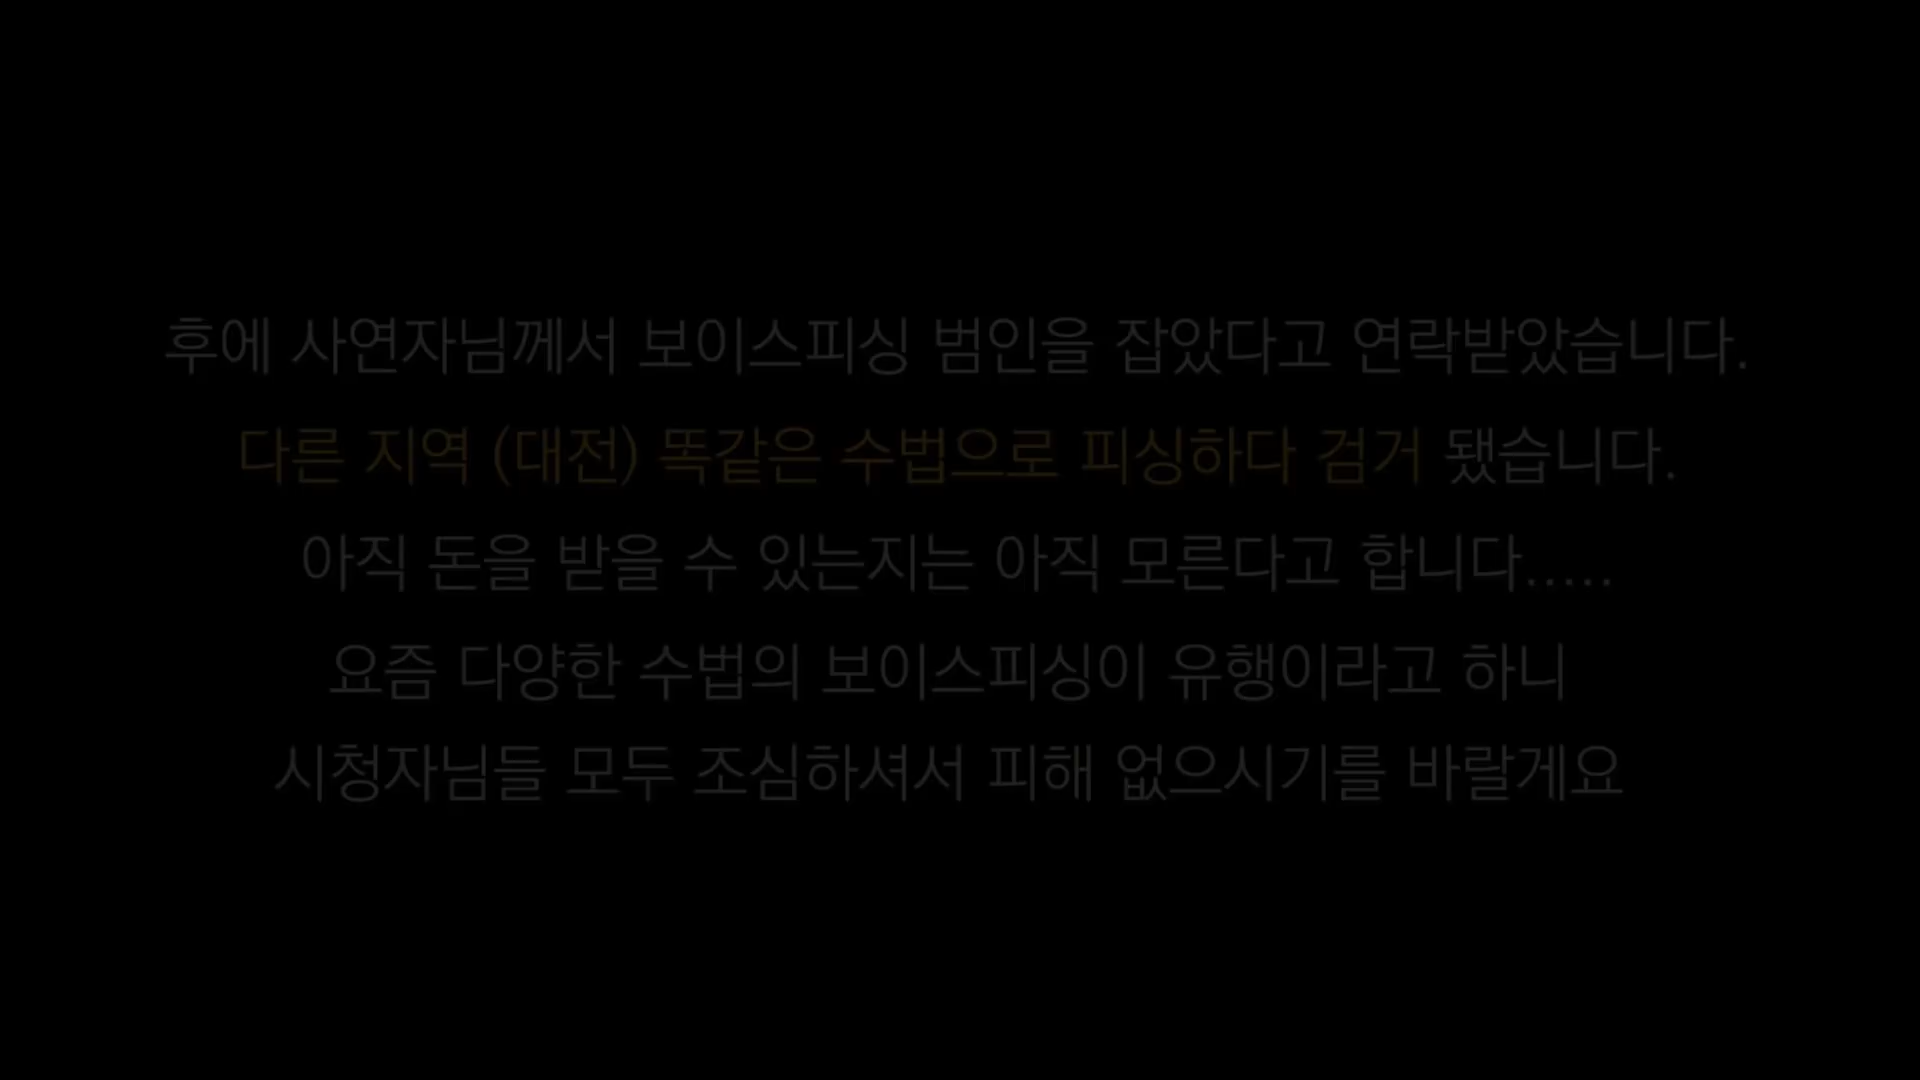 후에 사연자님께서 보이스피싱 범인을 잡았다고 연락받았습니다.
다른 지역 (대전) 똑같은 수법으로 피싱하다 검거 됐습니다.
아직 돈을 받을 수 있는지는 아직 모른다고 합니다.....
요즘 다양한 수법의 보이스피싱이 유행이라고 하니
시청자님들 모두 조심하셔서 피해 없으시기를 바랄게요